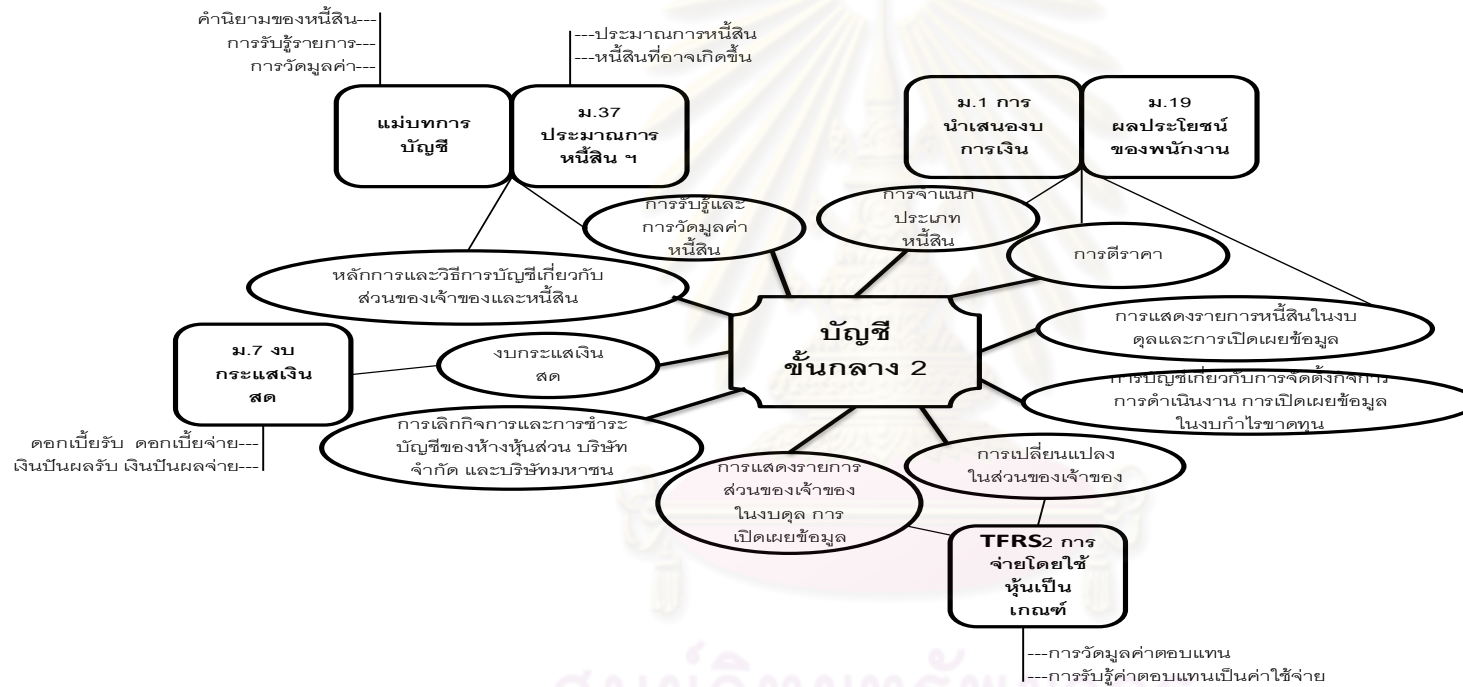 คำนิยามของหนี้สิน---
การรับรู้รายการ---
การวัดมูลค่า---
---ประมาณการหนี้สิน
---หนี้สินที่อาจเกิดขึ้น
แม่บทการ
บัญชี
ม.37
ประมาณการ
หนี้สิน ฯ
ม.1 การ
นำเสนองบ
การเงิน
ม.19
ผลประโยชน์
ของพนักงาน
การรับรู้และ
การวัดมูลค่า
หนี้สิน
การจำแนก
ประเภท
หนี้สิน
การตีราคา
หลักการและวิธีการบัญชีเกี่ยวกับ
ส่วนของเจ้าของและหนี้สิน
บัญชี
ขั้นกลาง 2
การแสดงรายการหนี้สินในงบ
ดุลและการเปิดเผยข้อมูล
ม.7 งบ
กระแสเงิน
สด
งบกระแสเงิน
สด
การบัญชีเกี่ยวกับการจัดตั้งกิจการ
การดำเนินงาน การเปิดเผยข้อมูล
ในงบกำไรขาดทุน
ดอกเบี้ยรับ ดอกเบี้ยจ่าย---
เงินปันผลรับ เงินปันผลจ่าย---
การเลิกกิจการและการชำระ
บัญชีของห้างหุ้นส่วน บริษัท
จำกัด และบริษัทมหาชน
การแสดงรายการ
ส่วนของเจ้าของ
ในงบดุล การ
เปิดเผยข้อมูล
การเปลี่ยนแปลง
ในส่วนของเจ้าของ
TFRS2 การ
จ่ายโดยใช้
หุ้นเป็น
เกณฑ์
---การวัดมูลค่าตอบแทน
---การรับรู้ค่าตอบแทนเป็นค่าใช้จ่าย